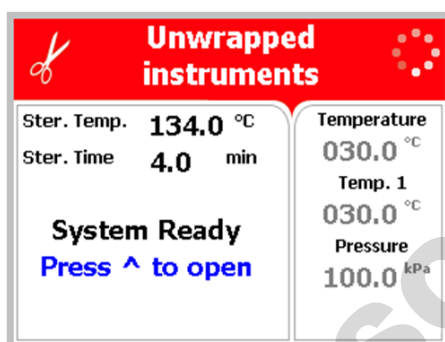 Unwrapped
instruments
Ster. Temp. 134.0 °C
Ster. Time 4.0 min
System Ready
Press ^ to open
Temperature
030.0 °C
Temp. 1
030.0 °C
Pressure
100.0 kPa